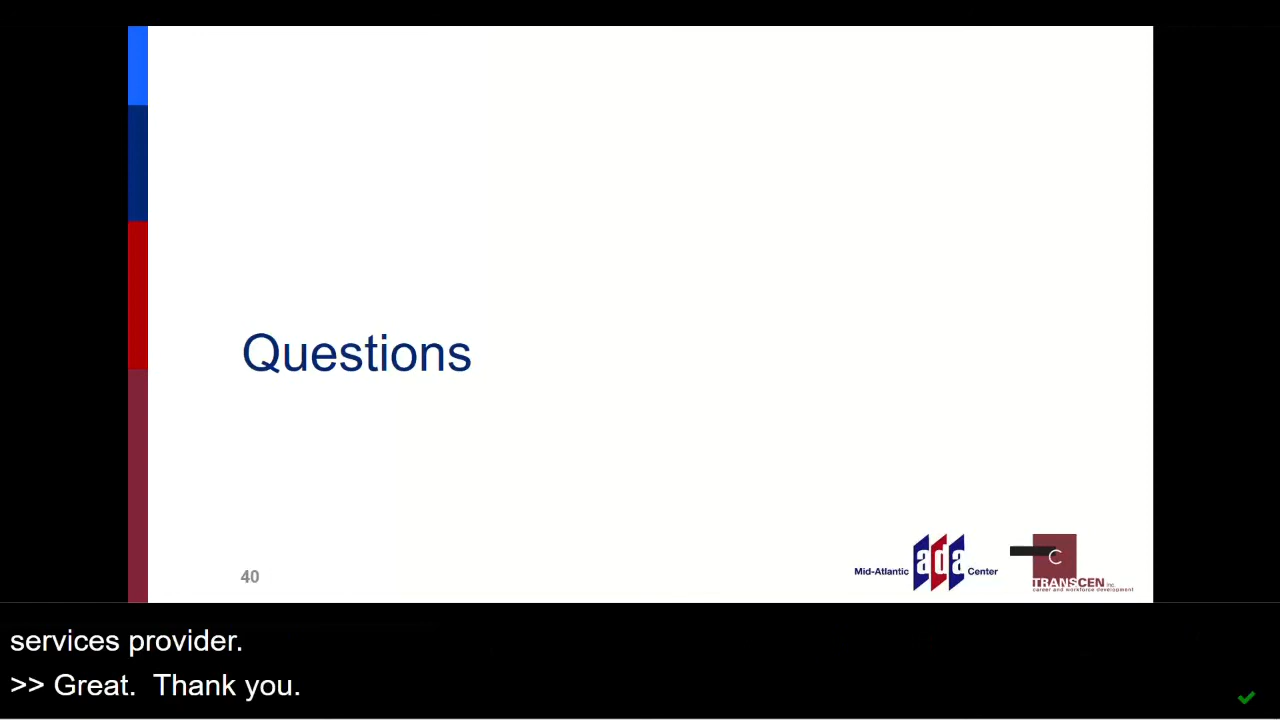 Questions
40
Mid-Atlantic ada Center
C
TRANSCEN inc.
career and workforce development
services provider.
>> Great.  Thank you.